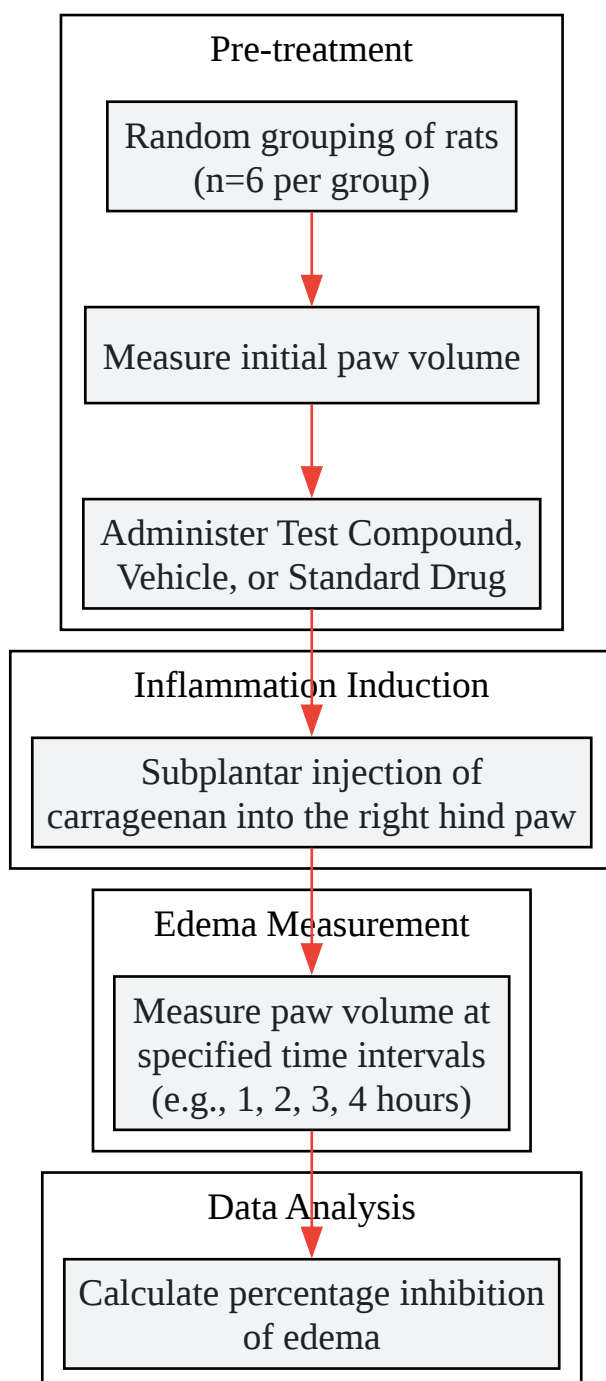 Pre-treatment
Random grouping of rats
(n=6 per group)
Measure initial paw volume
Administer Test Compound,
Vehicle, or Standard Drug
Inflammation Induction
Subplantar injection of
carrageenan into the right hind paw
Edema Measurement
Measure paw volume at
specified time intervals
(e.g., 1, 2, 3, 4 hours)
Data Analysis
Calculate percentage inhibition
of edema